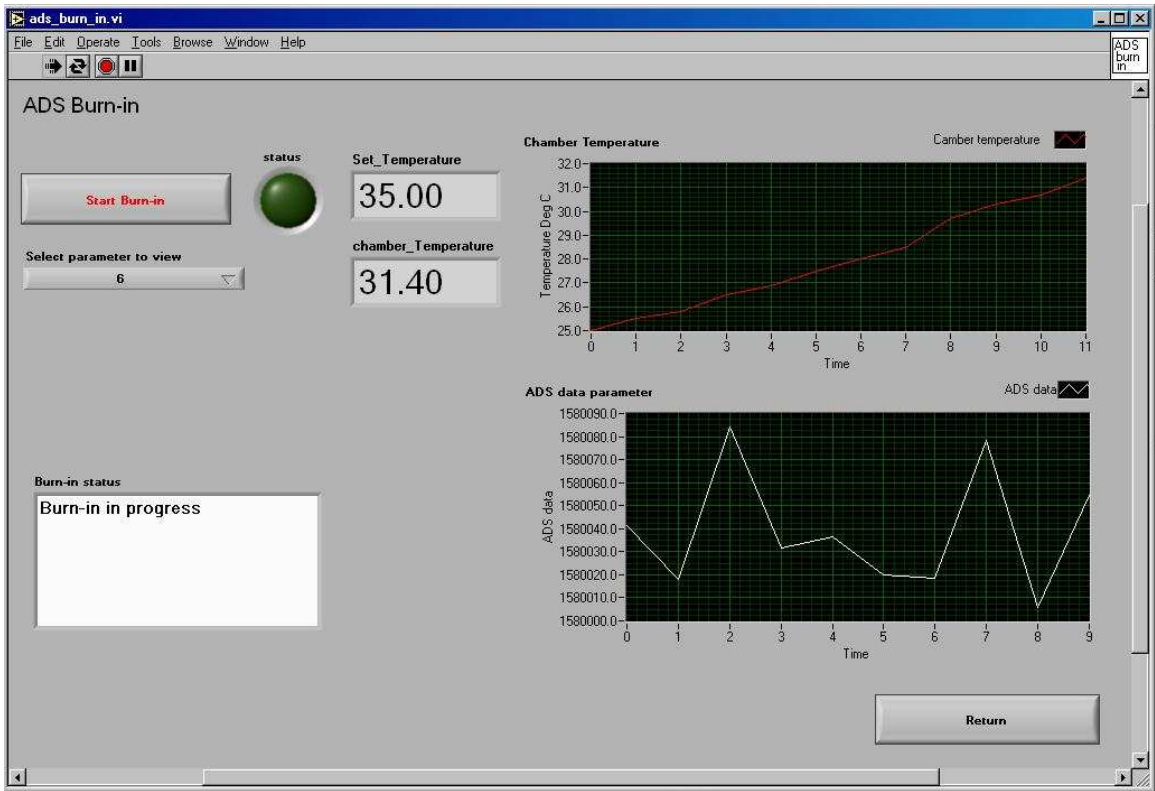 ads_burn_in.vi
File Edit Operate Tools Browse Window Help
ADS
burn
in
ADS Burn-in
status
Start Burn-in
Select parameter to view
6
Set_Temperature
35.00
chamber_Temperature
31.40
Burn-in status
Burn-in in progress
Chamber Temperature
Camber temperature
Temperature Deg C
32.0
31.0
30.0
29.0
28.0
27.0
26.0
25.0
0 1 2 3 4 5 6 7 8 9 10 11
Time
ADS data parameter
ADS data
ADS data
1580090.0
1580080.0
1580070.0
1580060.0
1580050.0
1580040.0
1580030.0
1580020.0
1580010.0
1580000.0
0 1 2 3 4 5 6 7 8 9
Time
Return